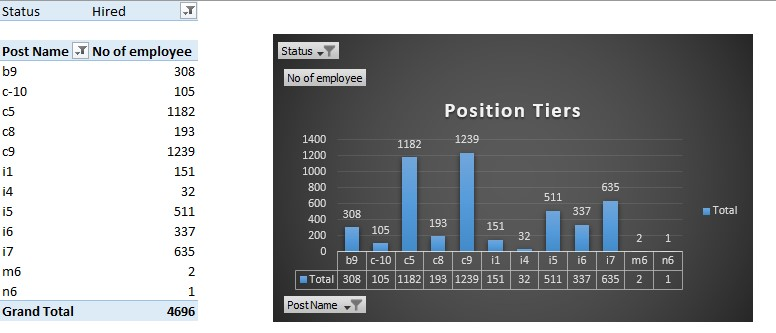 Status Hired
Post Name No of employee
b9 308
c-10 105
c5 1182
c8 193
c9 1239
i1 151
i4 32
i5 511
i6 337
i7 635
m6 2
n6 1
Grand Total 4696
Status
No of employee
Position Tiers
1400
1200
1000
800
600
400
200
0
308
105
1182
193
1239
151
32
511
337
635
2
1
Total
b9 c-10 c5 c8 c9 i1 i4 i5 i6 i7 m6 n6
Total 308 105 1182 193 1239 151 32 511 337 635 2 1
Post Name